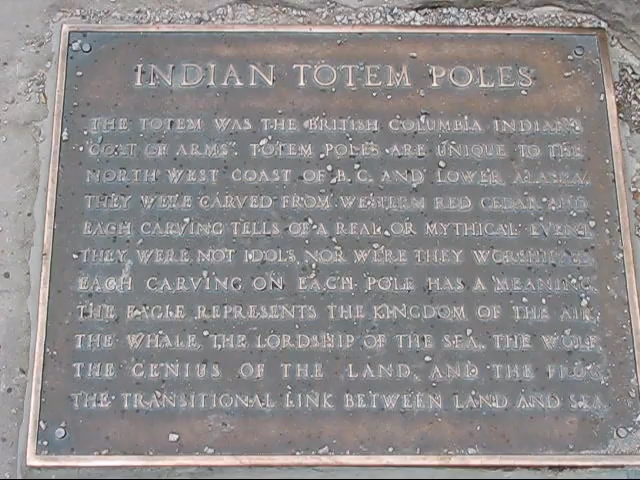 INDIAN TOTEM POLES
THE TOTEM WAS THE BRITISH COLUMBIA INDIAN'S
"COAT OF ARMS". TOTEM POLES ARE UNIQUE TO THE
NORTH WEST COAST OF B.C. AND LOWER ALASKA.
THEY WERE CARVED FROM WESTERN RED CEDAR AND
EACH CARVING TELLS OF A REAL OR MYTHICAL EVENT.
THEY WERE NOT IDOLS, NOR WERE THEY WORSHIPPED.
EACH CARVING ON EACH POLE HAS A MEANING.
THE EAGLE REPRESENTS THE KINGDOM OF THE AIR,
THE WHALE, THE LORDSHIP OF THE SEA, THE WOLF,
THE GENIUS OF THE LAND, AND THE FROG,
THE TRANSITIONAL LINK BETWEEN LAND AND SEA.